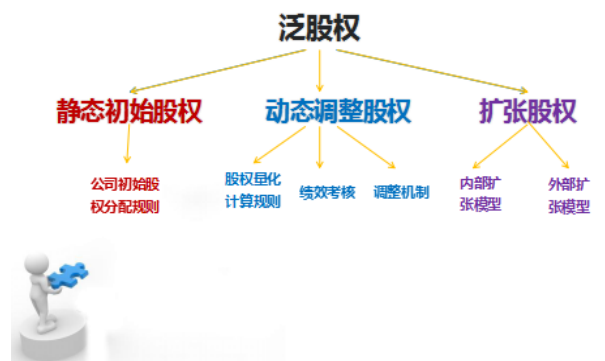 泛股权
静态初始股权
动态调整股权
扩张股权
公司初始股
权分配规则
股权量化
计算规则
绩效考核
调整机制
内部扩
张模型
外部扩
张模型